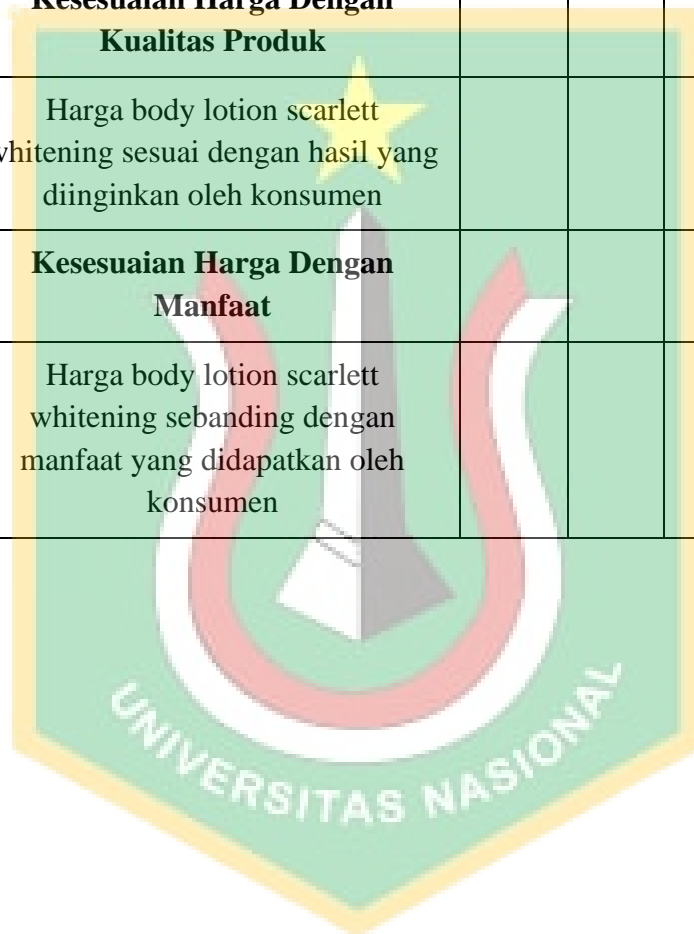 Kesesuaian Harga Dengan
Kualitas Produk
Harga body lotion scarlett
whitening sesuai dengan hasil yang
diinginkan oleh konsumen
Kesesuaian Harga Dengan
Manfaat
Harga body lotion scarlett
whitening sebanding dengan
manfaat yang didapatkan oleh
konsumen
UNIVERSITAS NASIONAL